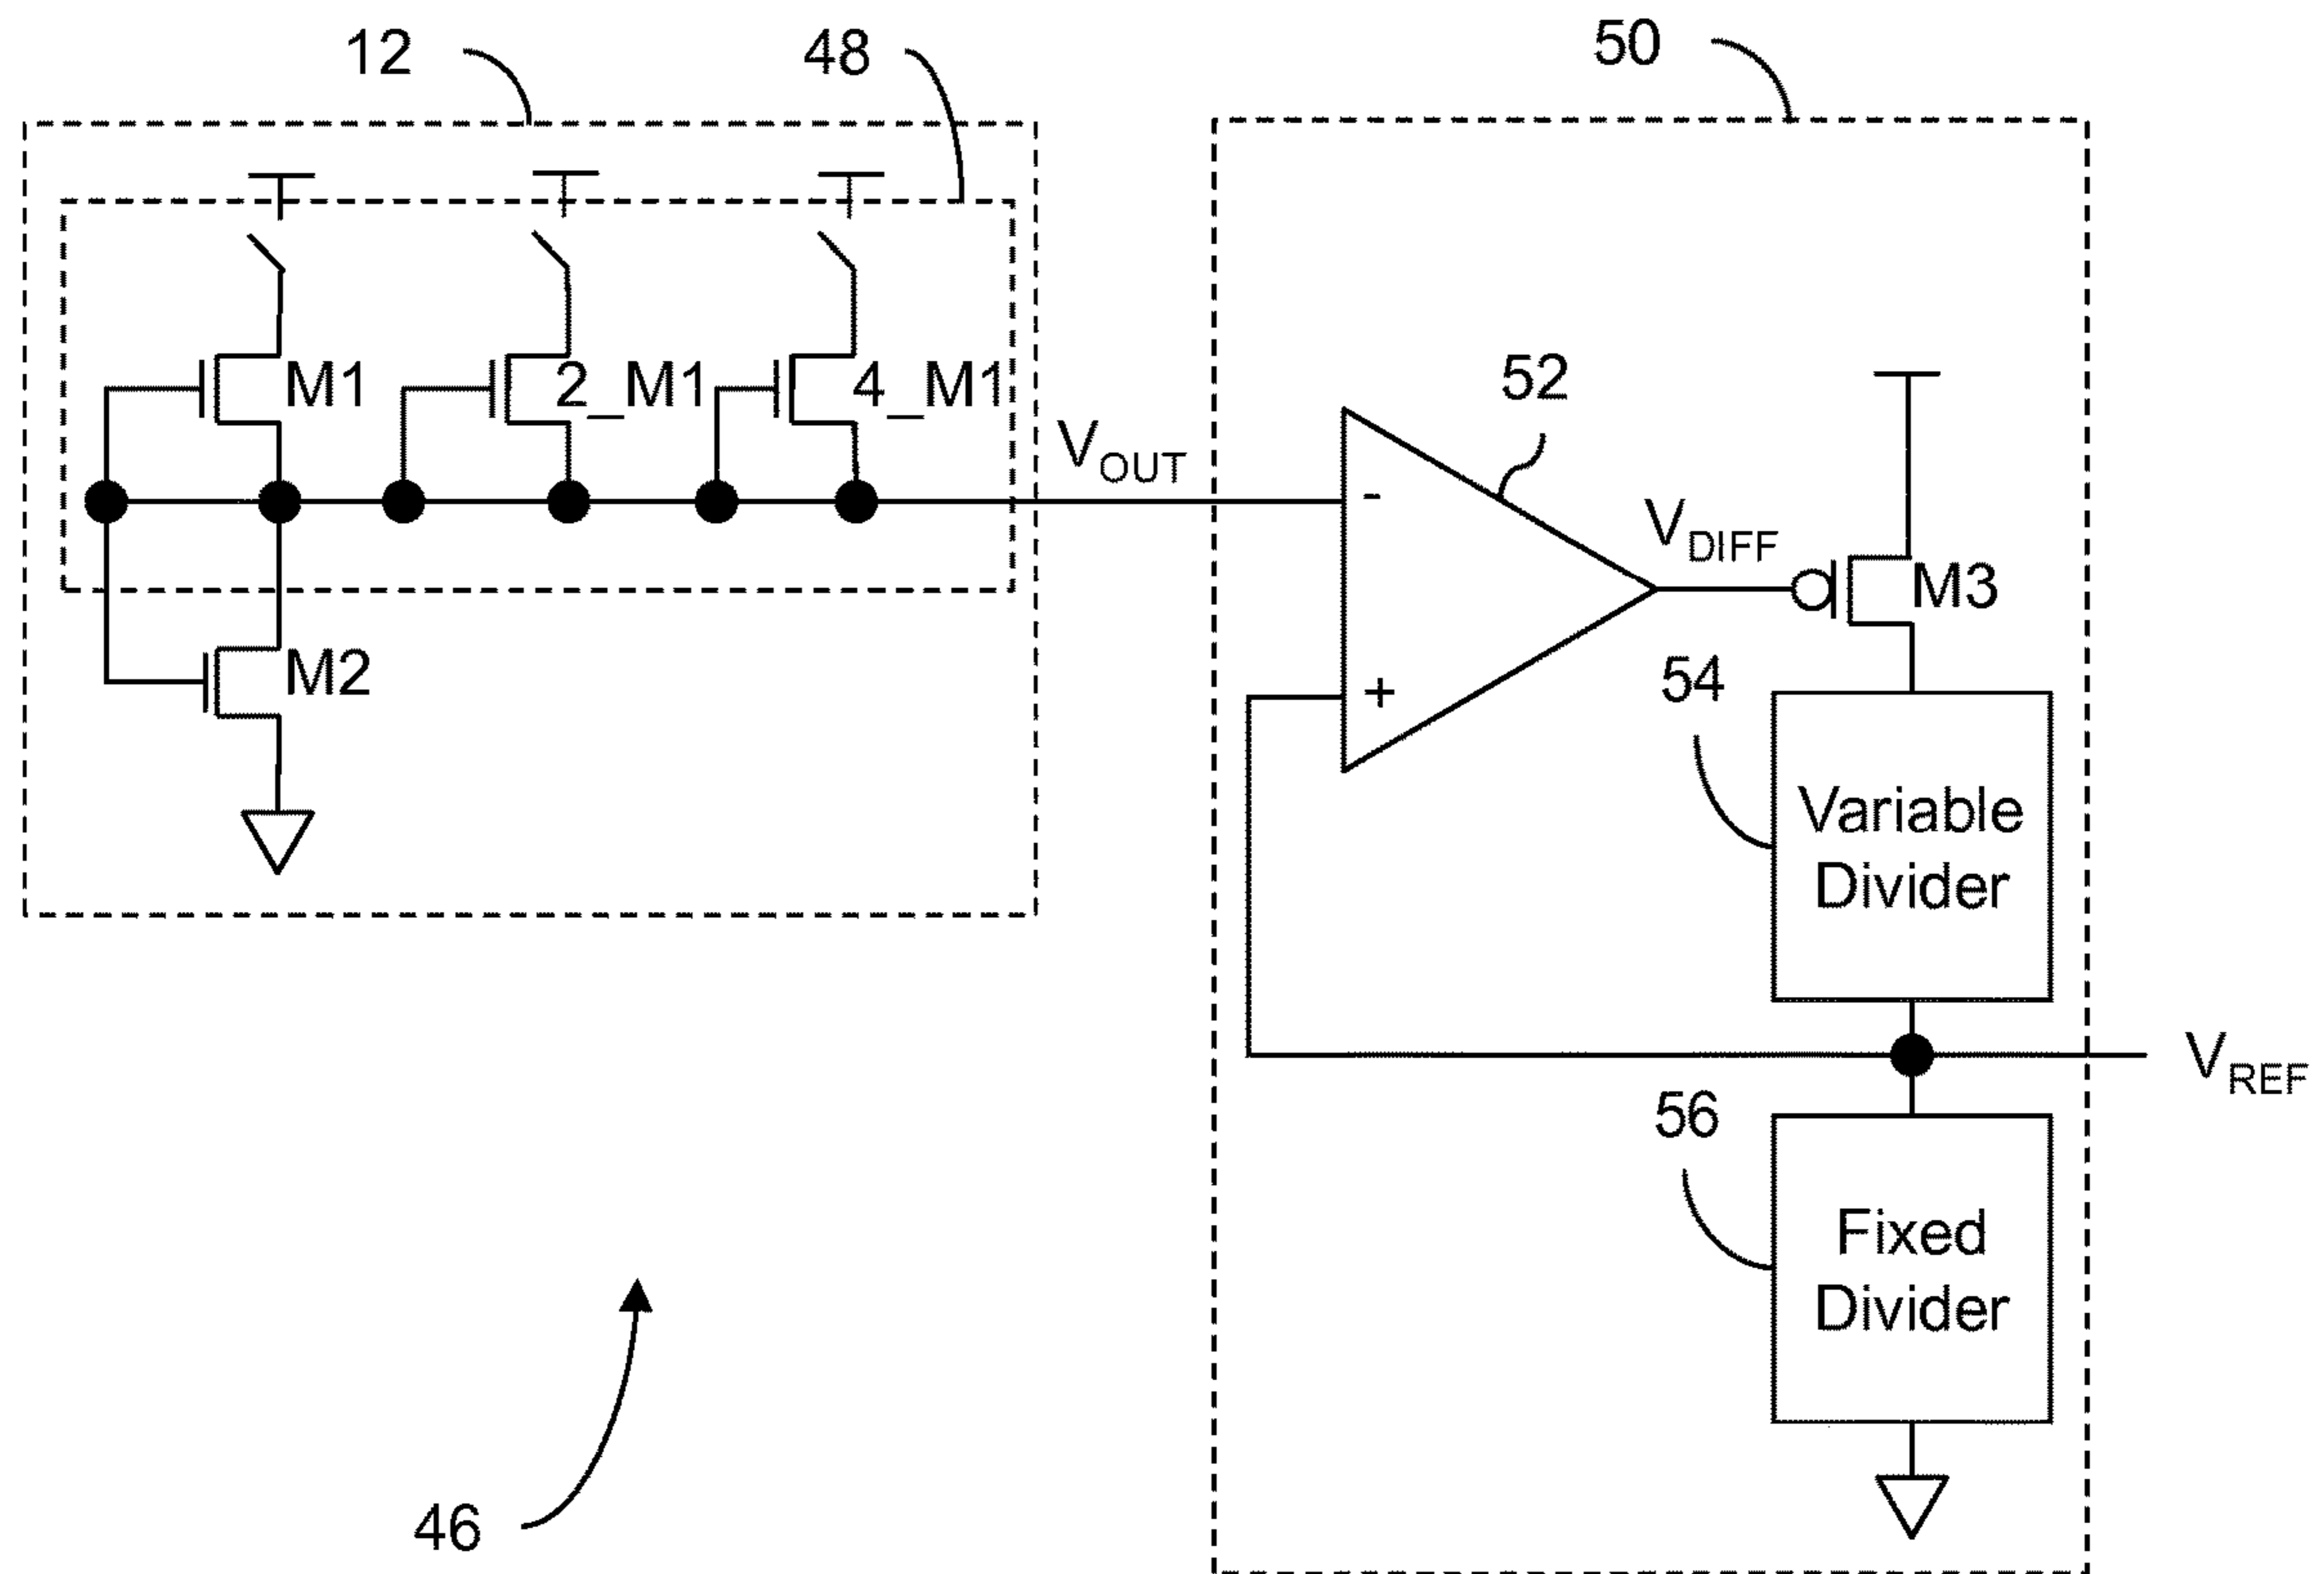 12
48
50
M1
2_M1
4_M1
VOUT
52
-
+
VDIFF
M3
M2
54
Variable
Divider
VREF
56
Fixed
Divider
46